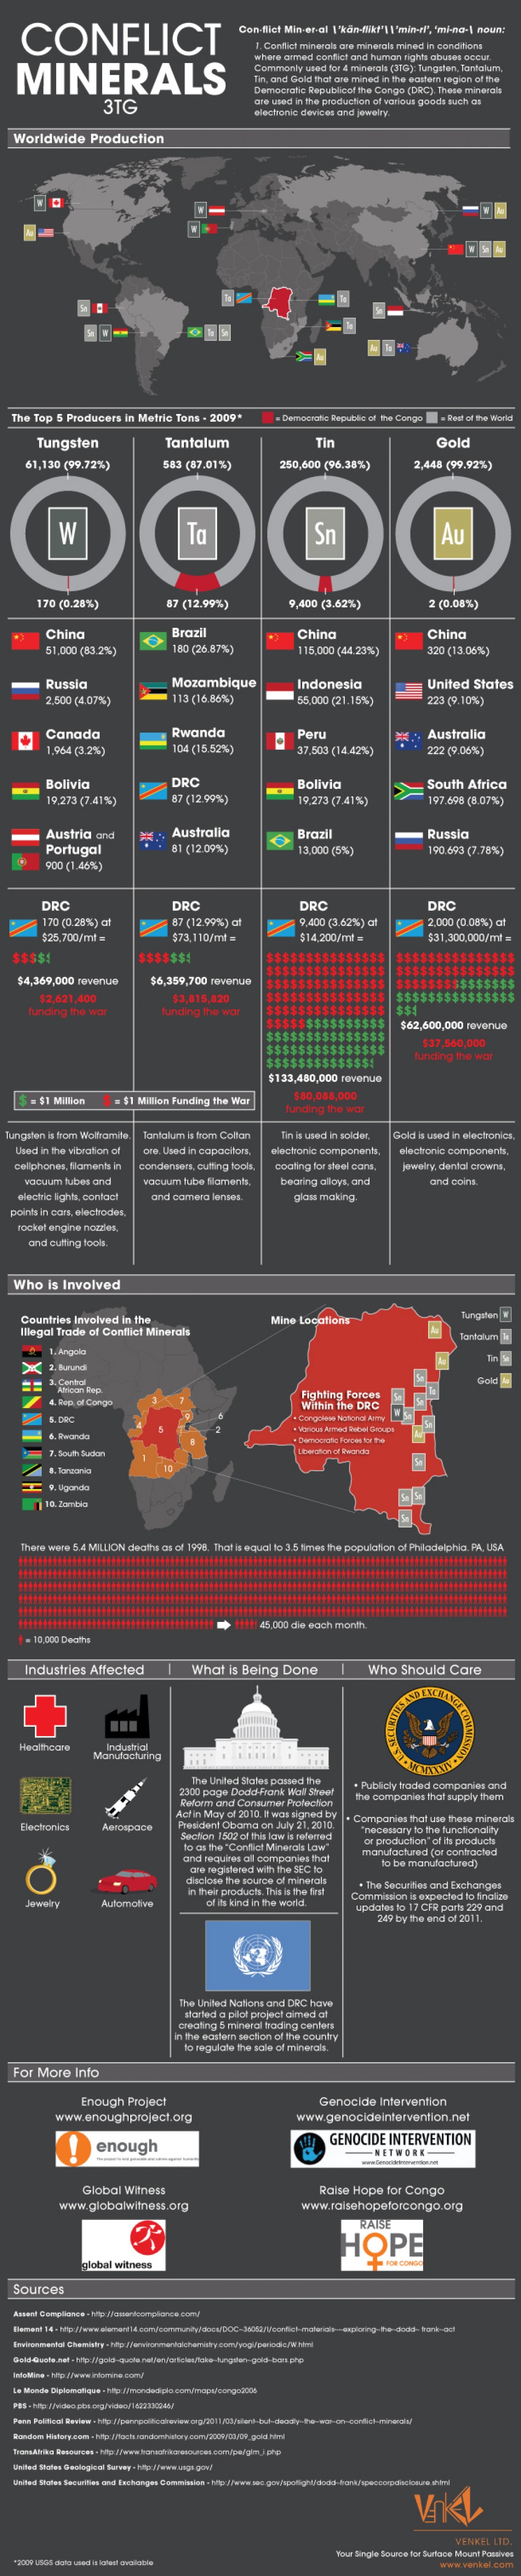 CONFLICT
MINERALS
3TG
Con·flict Min·er·al \'kän-flikt'\ \'min-rl', 'mi-na-\ noun:
1. Conflict minerals are minerals mined in conditions
where armed conflict and human rights abuses occur.
Commonly used for 4 minerals (3TG): Tungsten, Tantalum,
Tin, and Gold that are mined in the eastern region of the
Democratic Republicof the Congo (DRC). These minerals
are used in the production of various goods such as
electronic devices and jewelry.
Worldwide Production
W
Au
W
W
W Au
W Sn Au
Sn
Sn W
Ta Sn
Ta
Ta
Ta
Au
Sn
Au Ta
The Top 5 Producers in Metric Tons - 2009*
= Democratic Republic of the Congo
= Rest of the World
Tungsten
61,130 (99.72%)
W
170 (0.28%)
Tantalum
583 (87.01%)
Ta
87 (12.99%)
Tin
250,600 (96.38%)
Sn
9,400 (3.62%)
Gold
2,448 (99.92%)
Au
2 (0.08%)
China
51,000 (83.2%)
Russia
2,500 (4.07%)
Canada
1,964 (3.2%)
Bolivia
19,273 (7.41%)
Austria and
Portugal
900 (1.46%)
Brazil
180 (26.87%)
Mozambique
113 (16.86%)
Rwanda
104 (15.52%)
DRC
87 (12.99%)
Australia
81 (12.09%)
China
115,000 (44.23%)
Indonesia
55,000 (21.15%)
Peru
37,503 (14.42%)
Bolivia
19,273 (7.41%)
Brazil
13,000 (5%)
China
320 (13.06%)
United States
223 (9.10%)
Australia
222 (9.06%)
South Africa
197.698 (8.07%)
Russia
190.693 (7.78%)
DRC
170 (0.28%) at
$25,700/mt =
$4,369,000 revenue
$2,621,400
funding the war
DRC
87 (12.99%) at
$73,110/mt =
$6,359,700 revenue
$3,815,820
funding the war
DRC
9,400 (3.62%) at
$14,200/mt =
$133,480,000 revenue
$80,088,000
funding the war
DRC
2,000 (0.08%) at
$31,300,000/mt =
$62,600,000 revenue
$37,560,000
funding the war
$ = $1 Million
$ = $1 Million Funding the War
Tungsten is from Wolframite.
Used in the vibration of
cellphones, filaments in
vacuum tubes and
electric lights, contact
points in cars, electrodes,
rocket engine nozzles,
and cutting tools.
Tantalum is from Coltan
ore. Used in capacitors,
condensers, cutting tools,
vacuum tube filaments,
and camera lenses.
Tin is used in solder,
electronic components,
coating for steel cans,
bearing alloys, and
glass making.
Gold is used in electronics,
electronic components,
jewelry, dental crowns,
and coins.
Who is Involved
Countries Involved in the
Illegal Trade of Conflict Minerals
1. Angola
2. Burundi
3. Central
African Rep.
4. Rep. of Congo
5. DRC
6. Rwanda
7. South Sudan
8. Tanzania
9. Uganda
10. Zambia
3
7
4
5
9
6
2
8
1
10
Mine Locations
Tungsten W
Tantalum Ta
Tin Sn
Gold Au
Fighting Forces
Within the DRC
• Congolese National Army
• Various Armed Rebel Groups
• Democratic Forces for the
Liberation of Rwanda
Au
Au
Sn
Sn
Ta
Sn
W
Sn
Sn
Au
Sn
Sn
Sn
Sn
There were 5.4 MILLION deaths as of 1998. That is equal to 3.5 times the population of Philadelphia. PA, USA
45,000 die each month.
= 10,000 Deaths
Industries Affected
Healthcare
Industrial
Manufacturing
Electronics
Aerospace
Jewelry
Automotive
What is Being Done
The United States passed the
2300 page Dodd-Frank Wall Street
Reform and Consumer Protection
Act in May of 2010. It was signed by
President Obama on July 21, 2010.
Section 1502 of this law is referred
to as the "Conflict Minerals Law"
and requires all companies that
are registered with the SEC to
disclose the source of minerals
in their products. This is the first
of its kind in the world.
The United Nations and DRC have
started a pilot project aimed at
creating 5 mineral trading centers
in the eastern section of the country
to regulate the sale of minerals.
Who Should Care
SECURITIES AND EXCHANGE COMMISSION
MCMXXXIV
• Publicly traded companies and
the companies that supply them
• Companies that use these minerals
"necessary to the functionality
or production" of its products
manufactured (or contracted
to be manufactured)
• The Securities and Exchanges
Commission is expected to finalize
updates to 17 CFR parts 229 and
249 by the end of 2011.
For More Info
Enough Project
www.enoughproject.org
enough
Genocide Intervention
www.genocideintervention.net
GENOCIDE INTERVENTION
NETWORK
www.GenocideIntervention.net
Global Witness
www.globalwitness.org
global witness
Raise Hope for Congo
www.raisehopeforcongo.org
RAISE
HOPE
FOR CONGO
Sources
Assent Compliance - http://assentcompliance.com/
Element 14 - http://www.element14.com/community/docs/DOC-36052/l/conflict-materials---exploring-the-dodd-frank-act
Environmental Chemistry - http://environmentalchemistry.com/yogi/periodic/W.html
Gold-Quote.net - http://gold-quote.net/en/articles/fake-tungsten-gold-bars.php
InfoMine - http://www.infomine.com/
Le Monde Diplomatique - http://mondediplo.com/maps/congo2006
PBS - http://video.pbs.org/video/1622330246/
Penn Political Review - http://pennpoliticalreview.org/2011/03/silent-but-deadly-the-war-on-conflict-minerals/
Random History.com - http://facts.randomhistory.com/2009/03/09_gold.html
TransAfrika Resources - http://www.transafrikaresources.com/pe/glm_i.php
United States Geological Survey - http://www.usgs.gov/
United States Securities and Exchanges Commission - http://www.sec.gov/spotlight/dodd-frank/speccorpdisclosure.shtml
VENKEL
VENKEL LTD.
Your Single Source for Surface Mount Passives
www.venkel.com
*2009 USGS data used is latest available